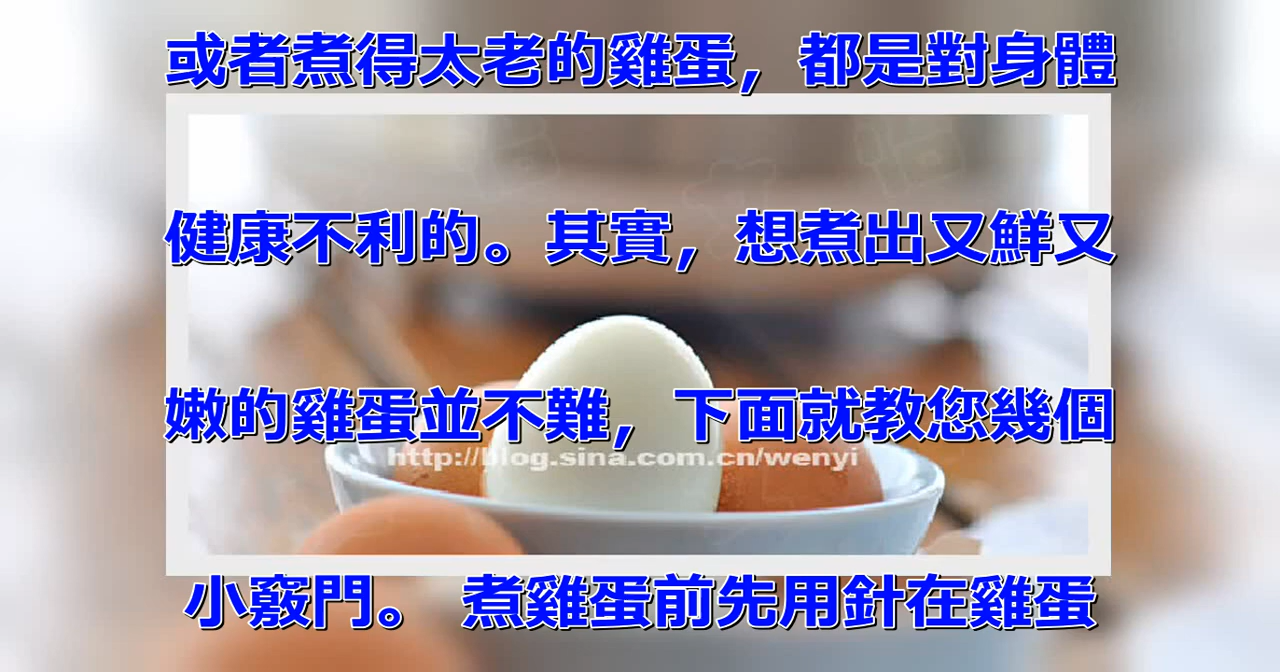 或者煮得太老的雞蛋，都是對身體
健康不利的。其實，想煮出又鮮又
嫩的雞蛋並不難，下面就教您幾個
http://blog.sina.com.cn/wenyi
小竅門。 煮雞蛋前先用針在雞蛋